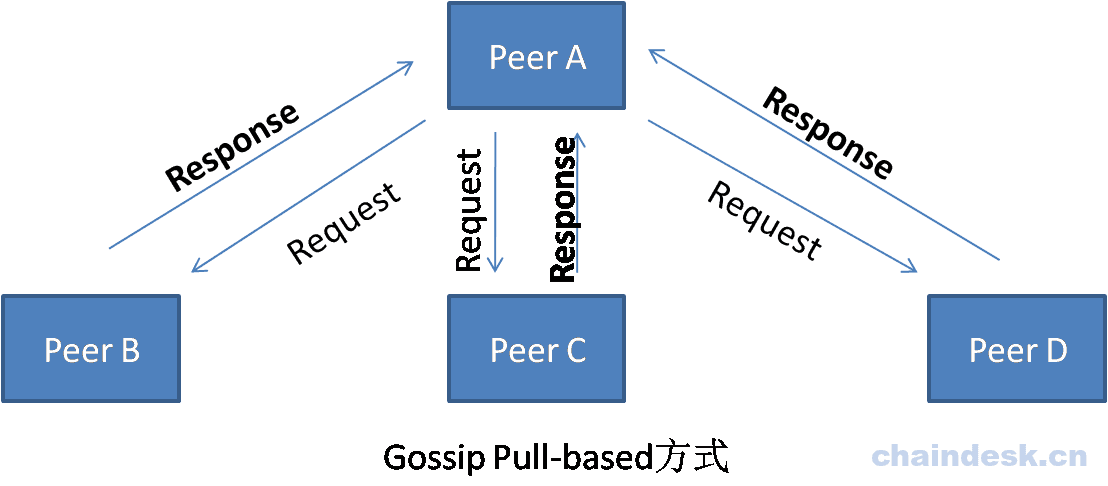 Peer A
Response
Request
Request
Response
Response
Request
Peer B
Peer C
Peer D
Gossip Pull-based方式
chaindesk.cn